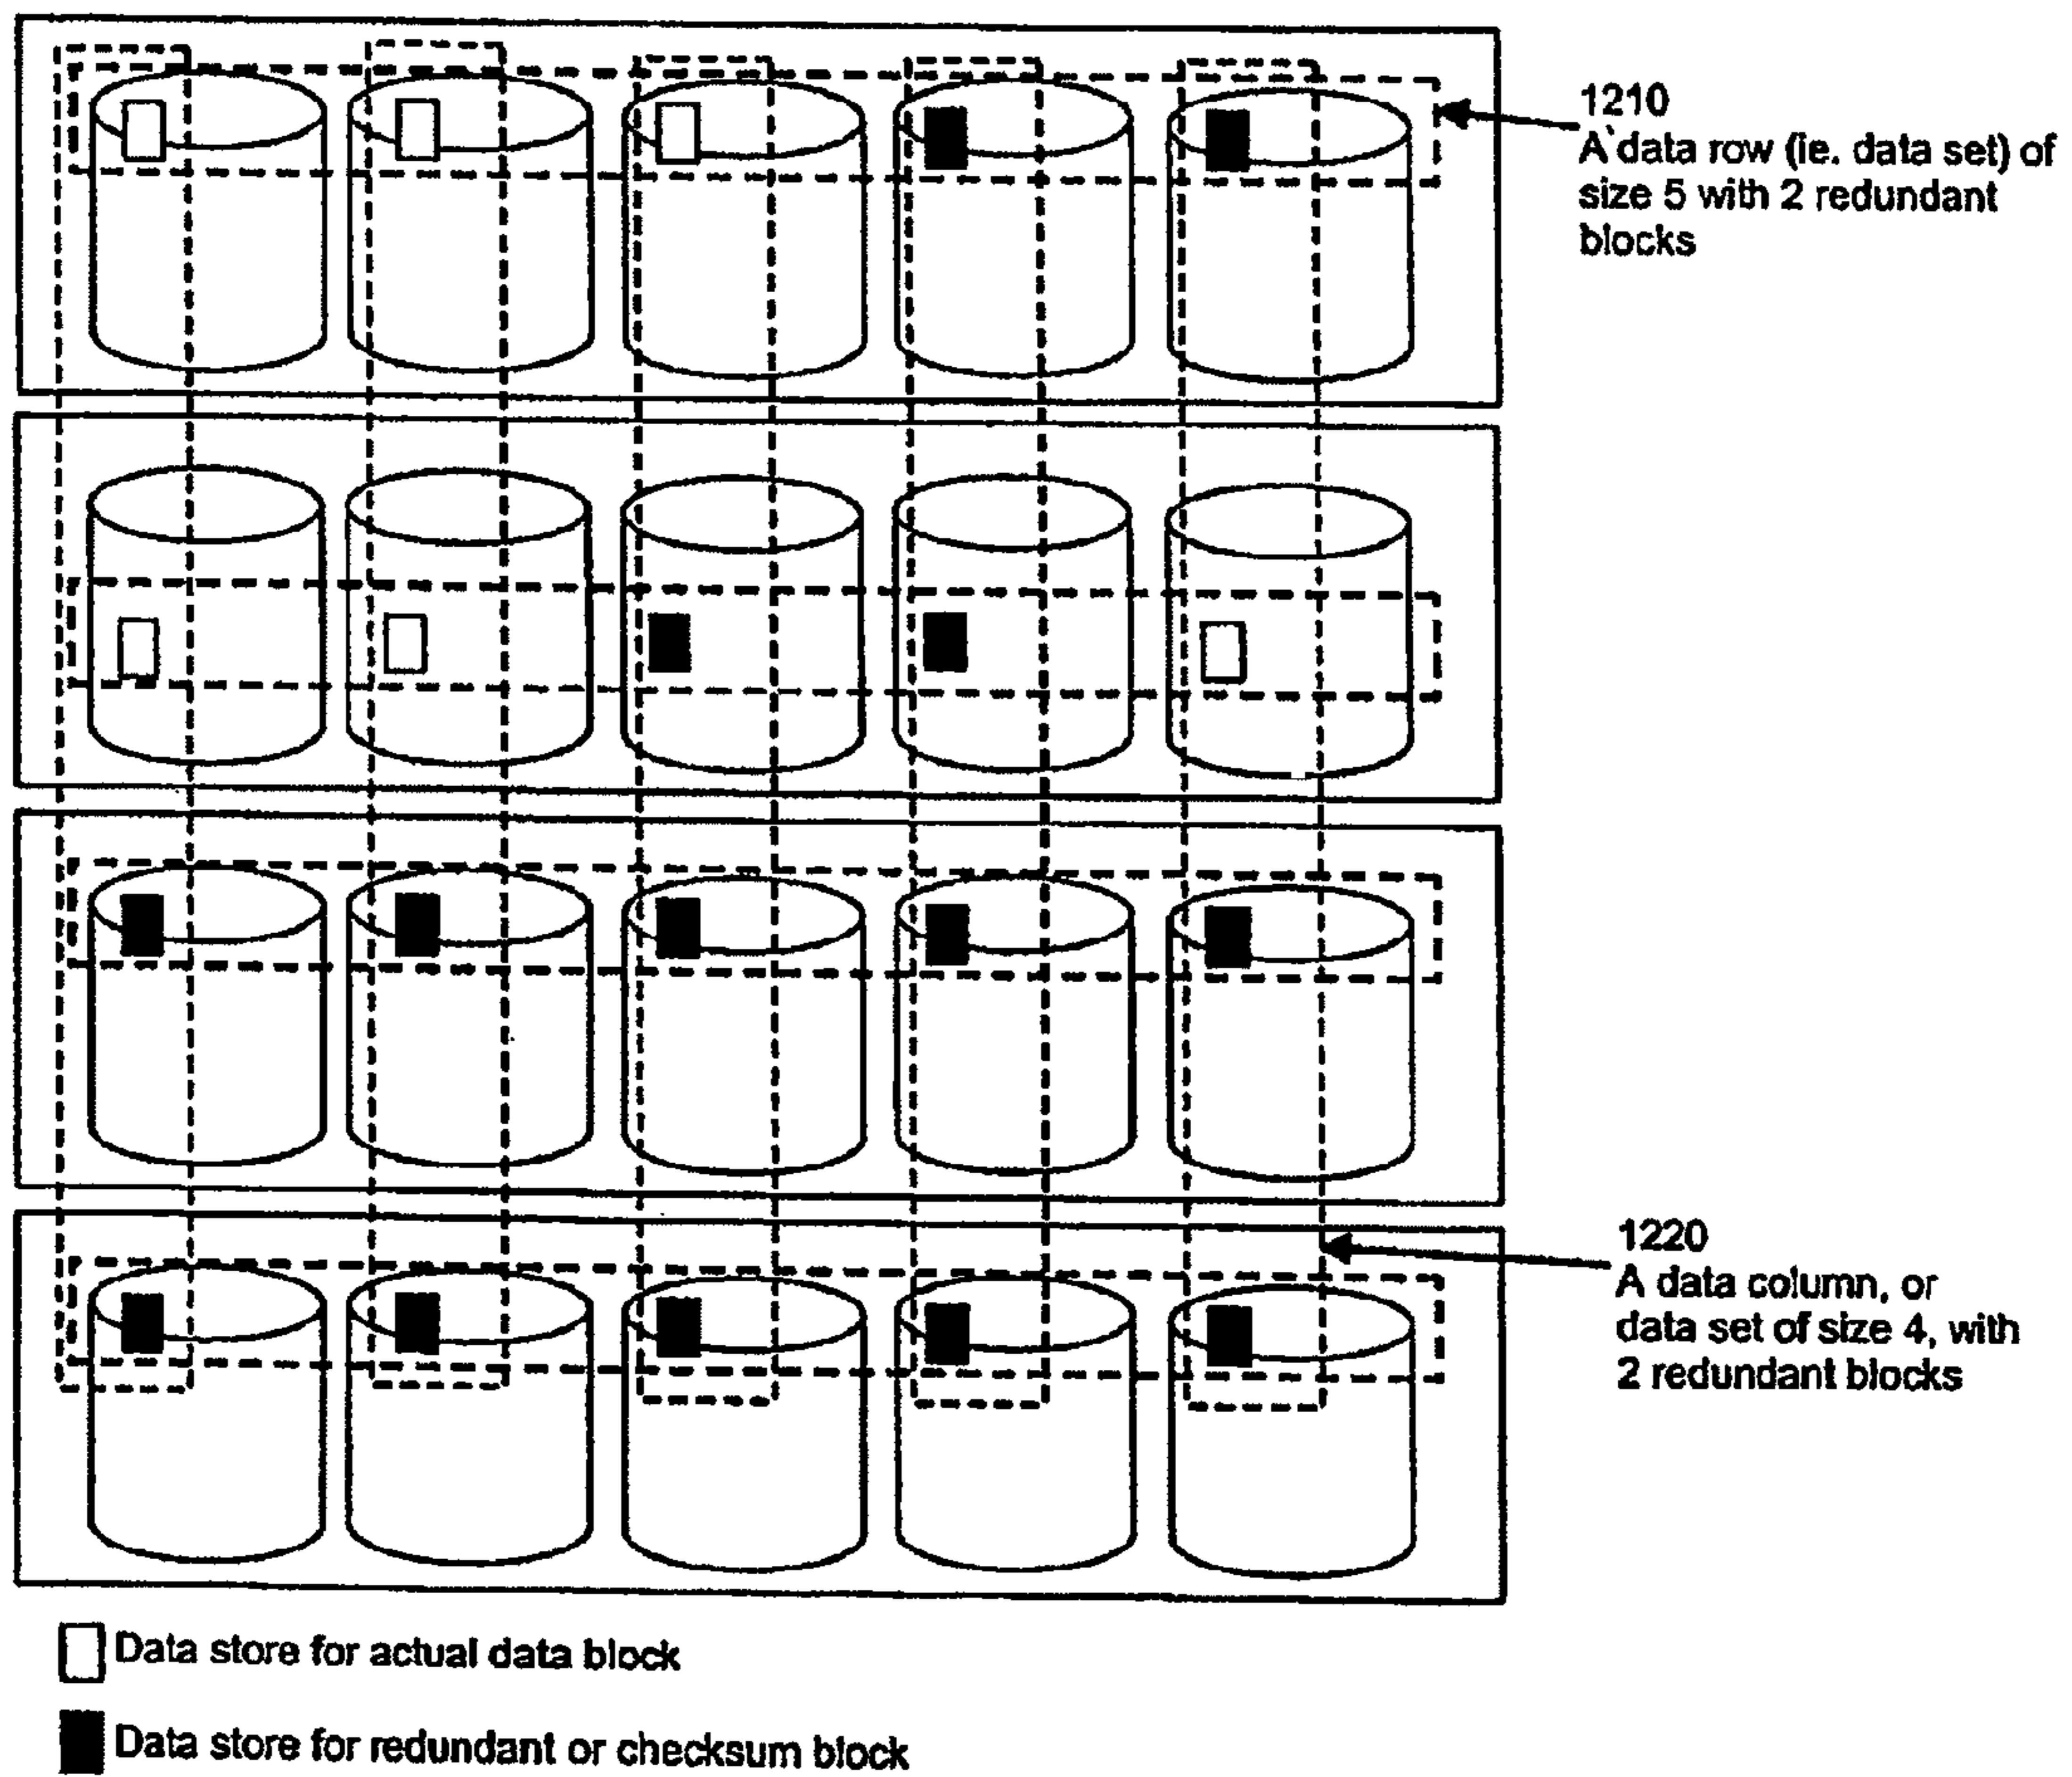 1210
A data row (ie. data set) of
size 5 with 2 redundant
blocks
1220
A data column, or
data set of size 4, with
2 redundant blocks
Data store for actual data block
Data store for redundant or checksum block